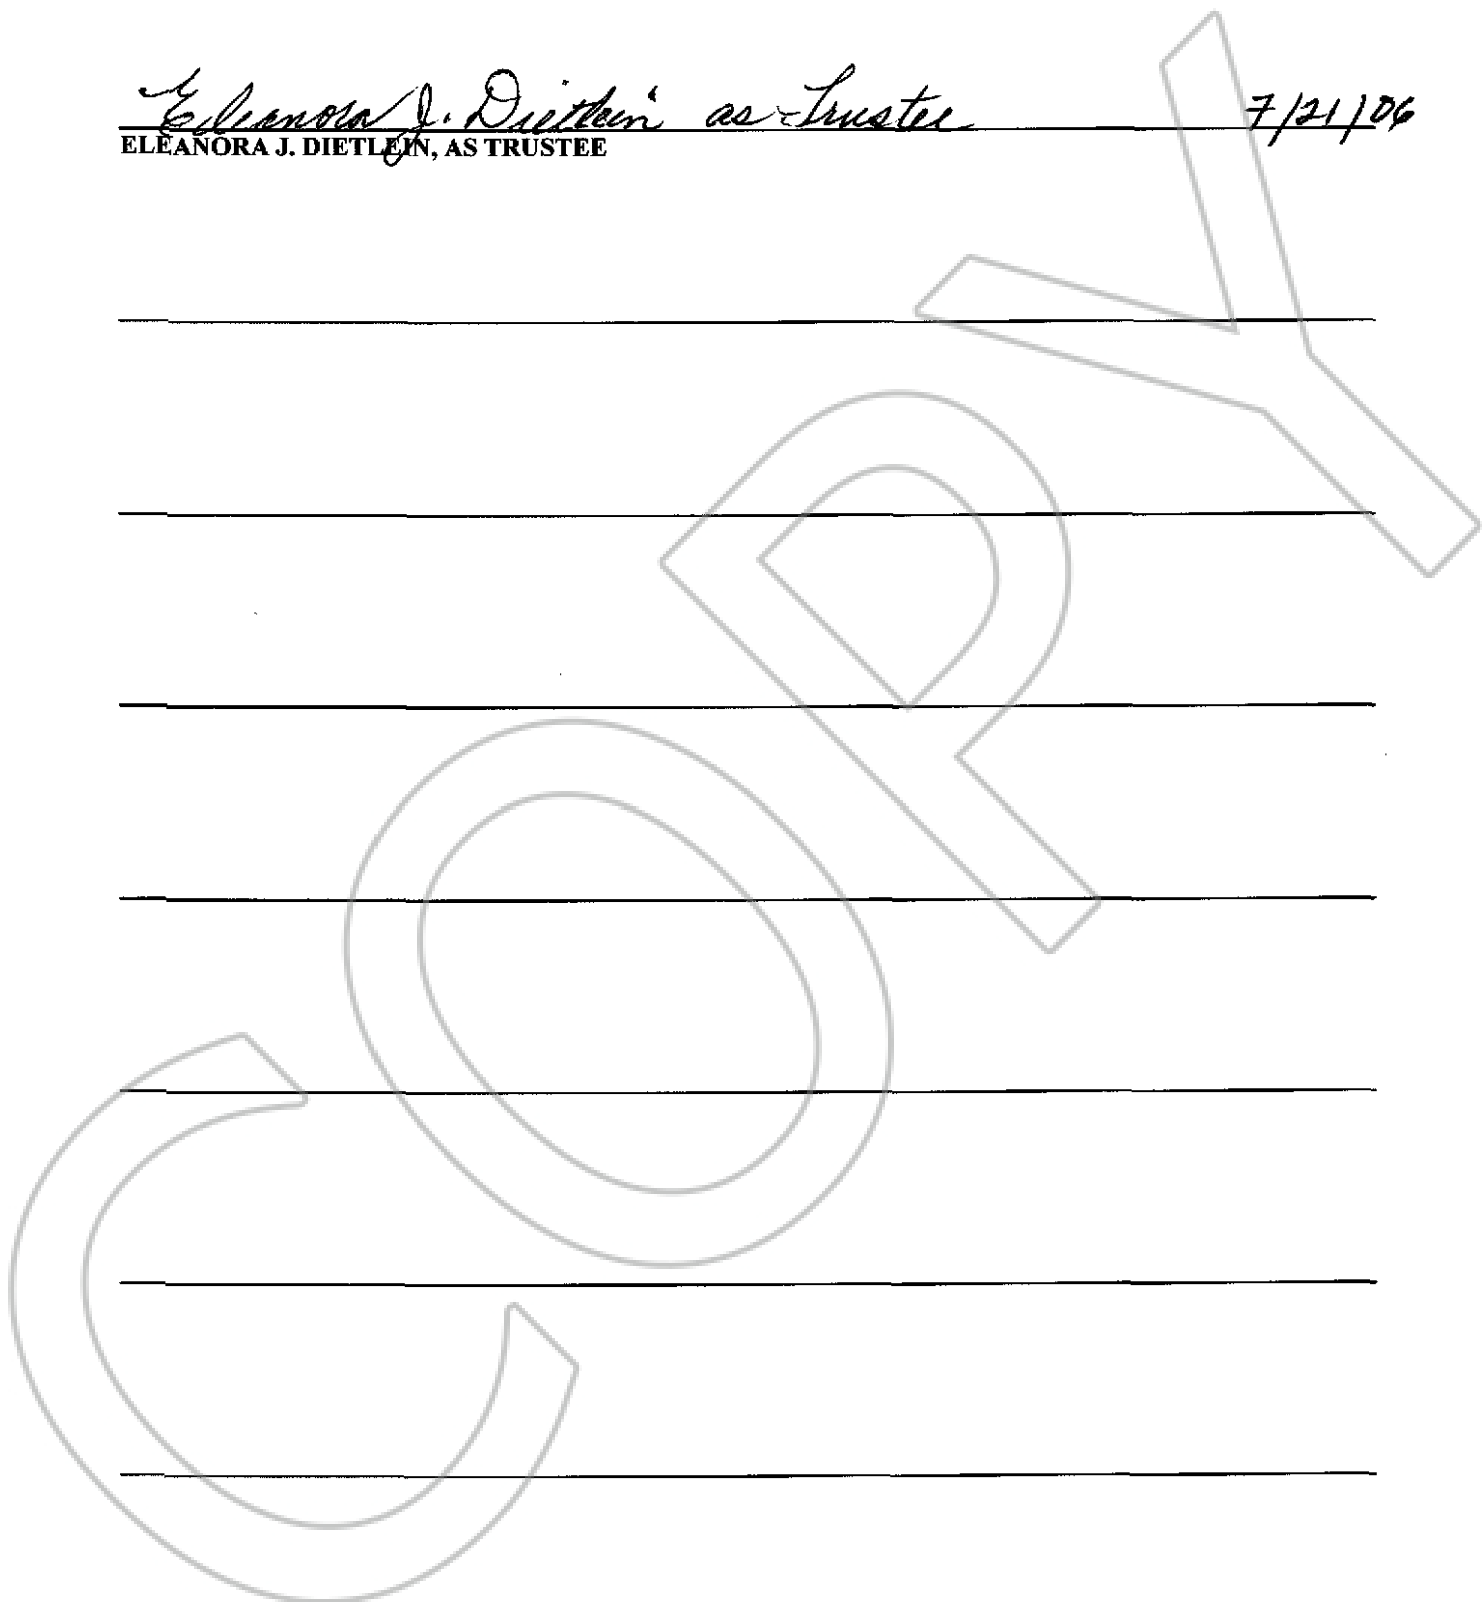 Eleanora J. Dietlein as Trustee 7/21/06
ELEANORA J. DIETLEIN, AS TRUSTEE
COPY